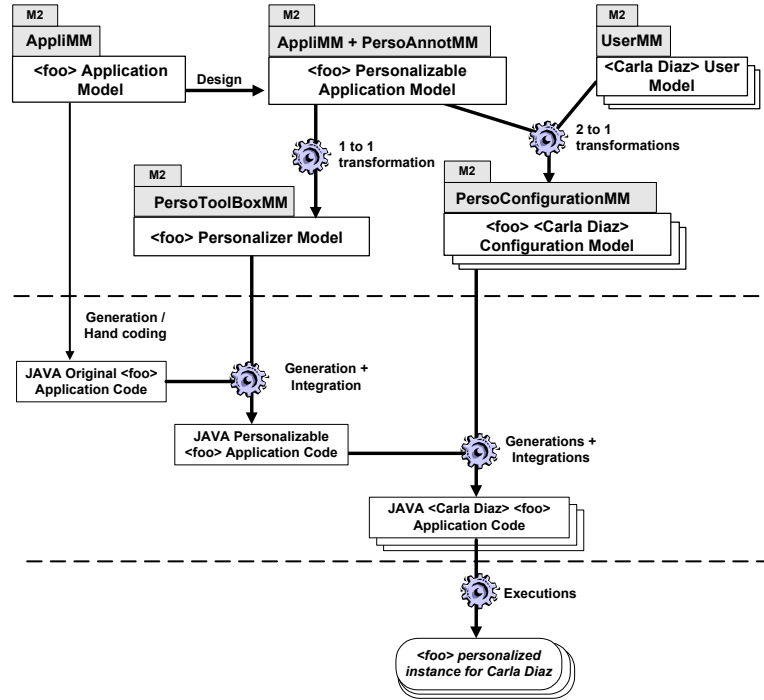 M2
AppliMM
<foo> Application
Model
Design
M2
AppliMM + PersoAnnotMM
<foo> Personalizable
Application Model
M2
UserMM
<Carla Diaz> User
Model
1 to 1
transformation
2 to 1
transformations
M2
PersoToolBoxMM
<foo> Personalizer Model
M2
PersoConfigurationMM
<foo> <Carla Diaz>
Configuration Model
Generation /
Hand coding
JAVA Original <foo>
Application Code
Generation +
Integration
JAVA Personalizable
<foo> Application Code
Generations +
Integrations
JAVA <Carla Diaz> <foo>
Application Code
Executions
<foo> personalized
instance for Carla Diaz